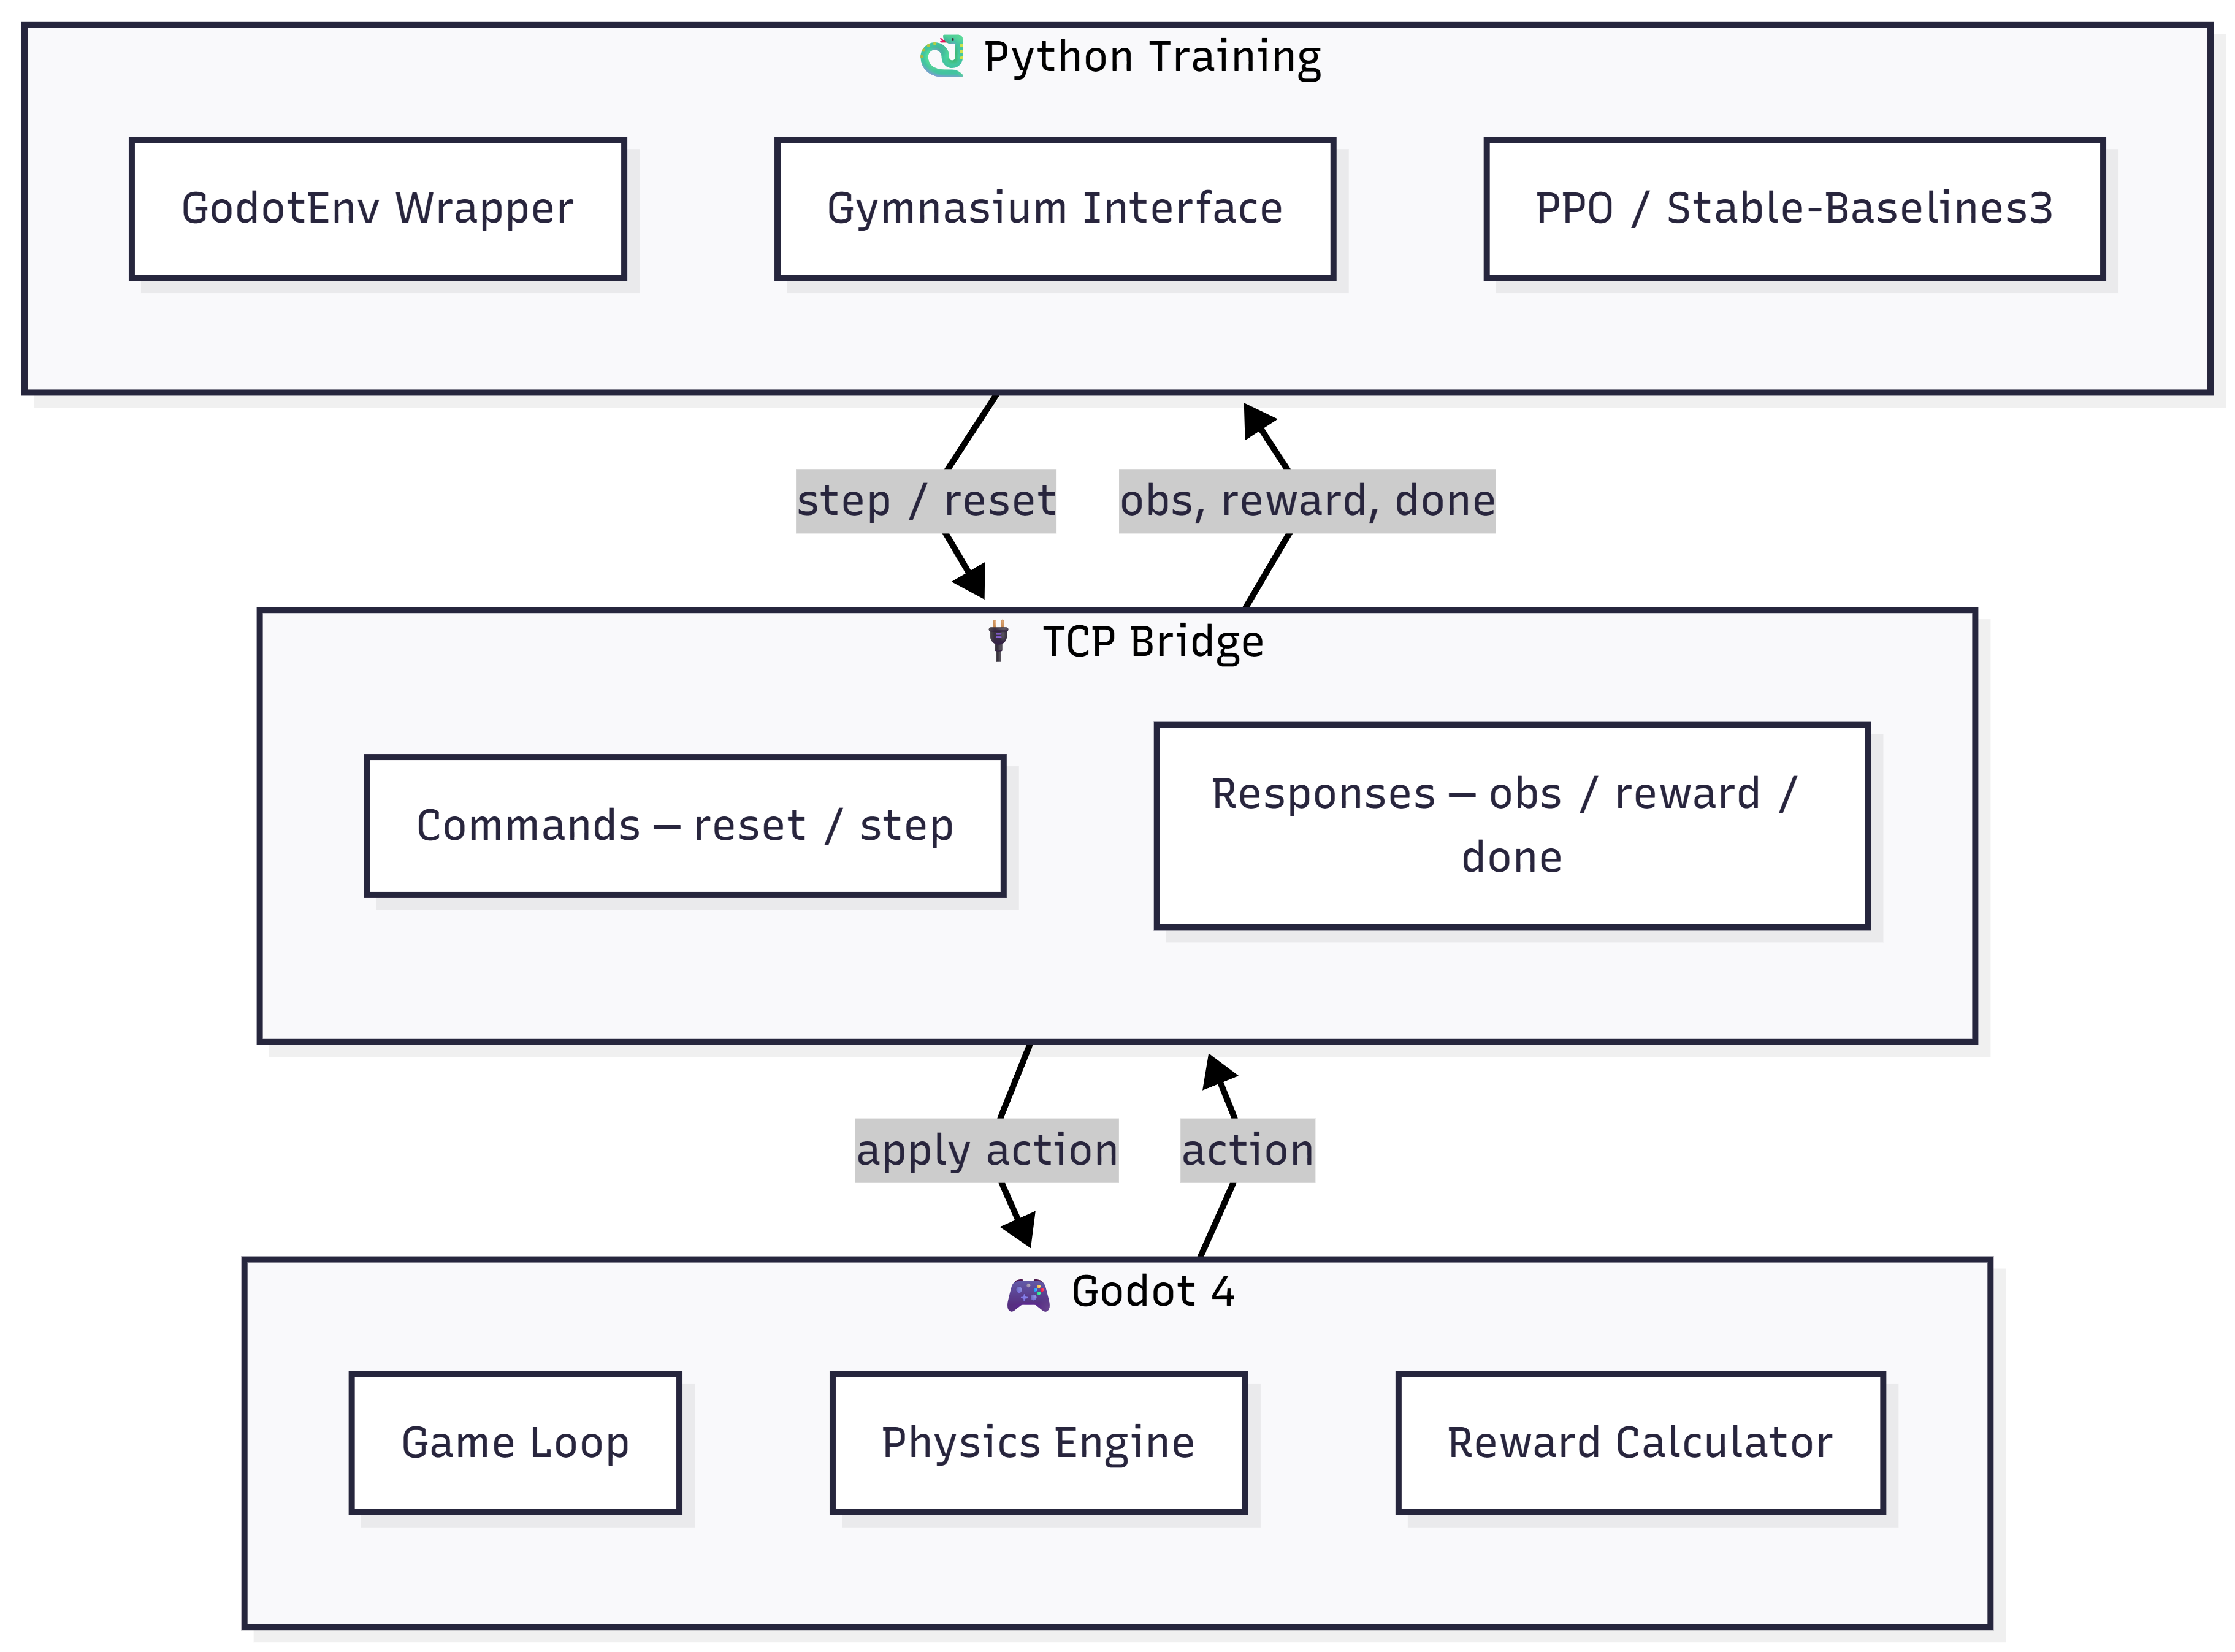 Python Training
GodotEnv Wrapper
Gymnasium Interface
PPO / Stable-Baselines3
step / reset
obs, reward, done
TCP Bridge
Commands — reset / step
Responses — obs / reward /
done
apply action
action
Godot 4
Game Loop
Physics Engine
Reward Calculator